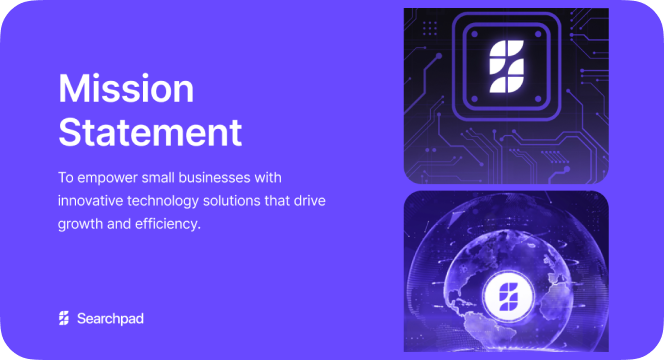 Mission
Statement
To empower small businesses with
innovative technology solutions that drive
growth and efficiency.
Searchpad